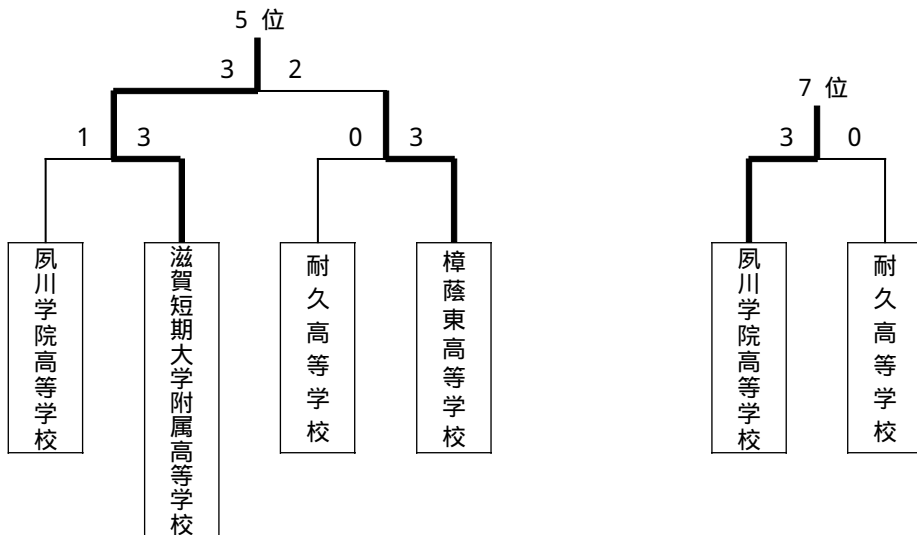 5 位
3 2
7 位
1 3 0 3 3 0
夙川学院高等学校
滋賀短期大学附属高等学校
耐久高等学校
樟蔭東高等学校
夙川学院高等学校
耐久高等学校